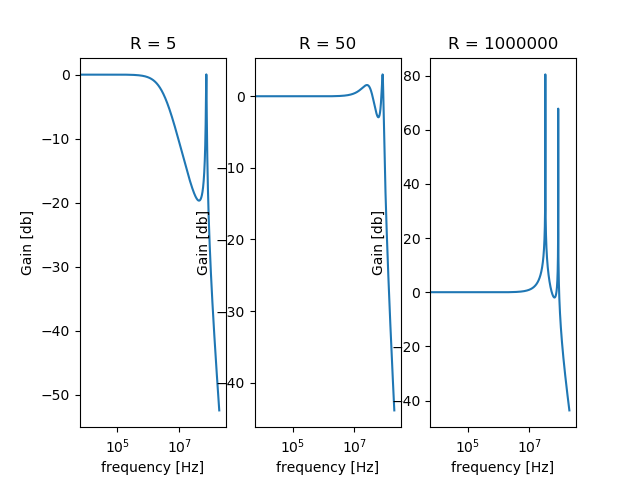 R = 5
R = 50
R = 1000000
Gain [db]
0
−10
−20
−30
−40
−50
10^5
10^7
frequency [Hz]
Gain [db]
0
−10
−20
−30
−40
10^5
10^7
frequency [Hz]
Gain [db]
80
60
40
20
0
−20
−40
10^5
10^7
frequency [Hz]